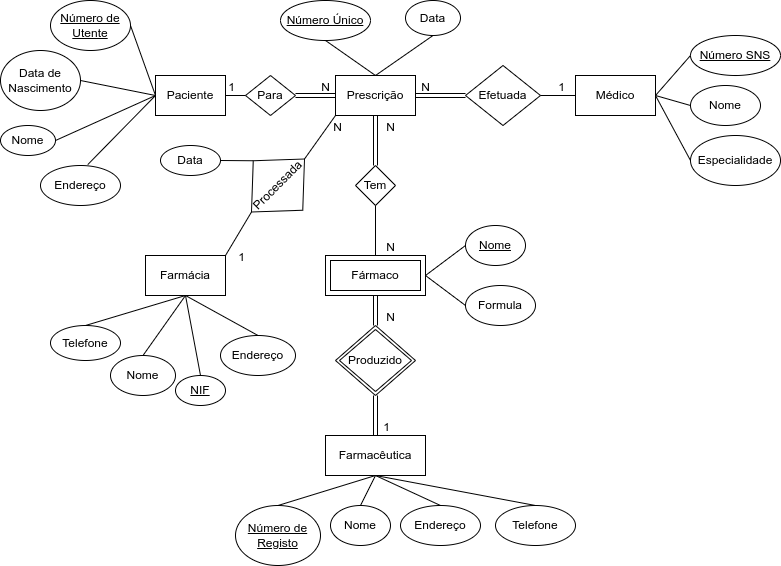 Número de
Utente
Número Único
Data
Data de
Nascimento
Paciente
1
Para
N
Prescrição
N
Efetuada
1
Médico
Número SNS
Nome
Especialidade
Nome
Endereço
N
N
Data
Processada
Tem
1
N
Farmácia
Fármaco
Nome
Formula
Telefone
Nome
NIF
Endereço
N
Produzido
1
Farmacêutica
Número de
Registo
Nome
Endereço
Telefone